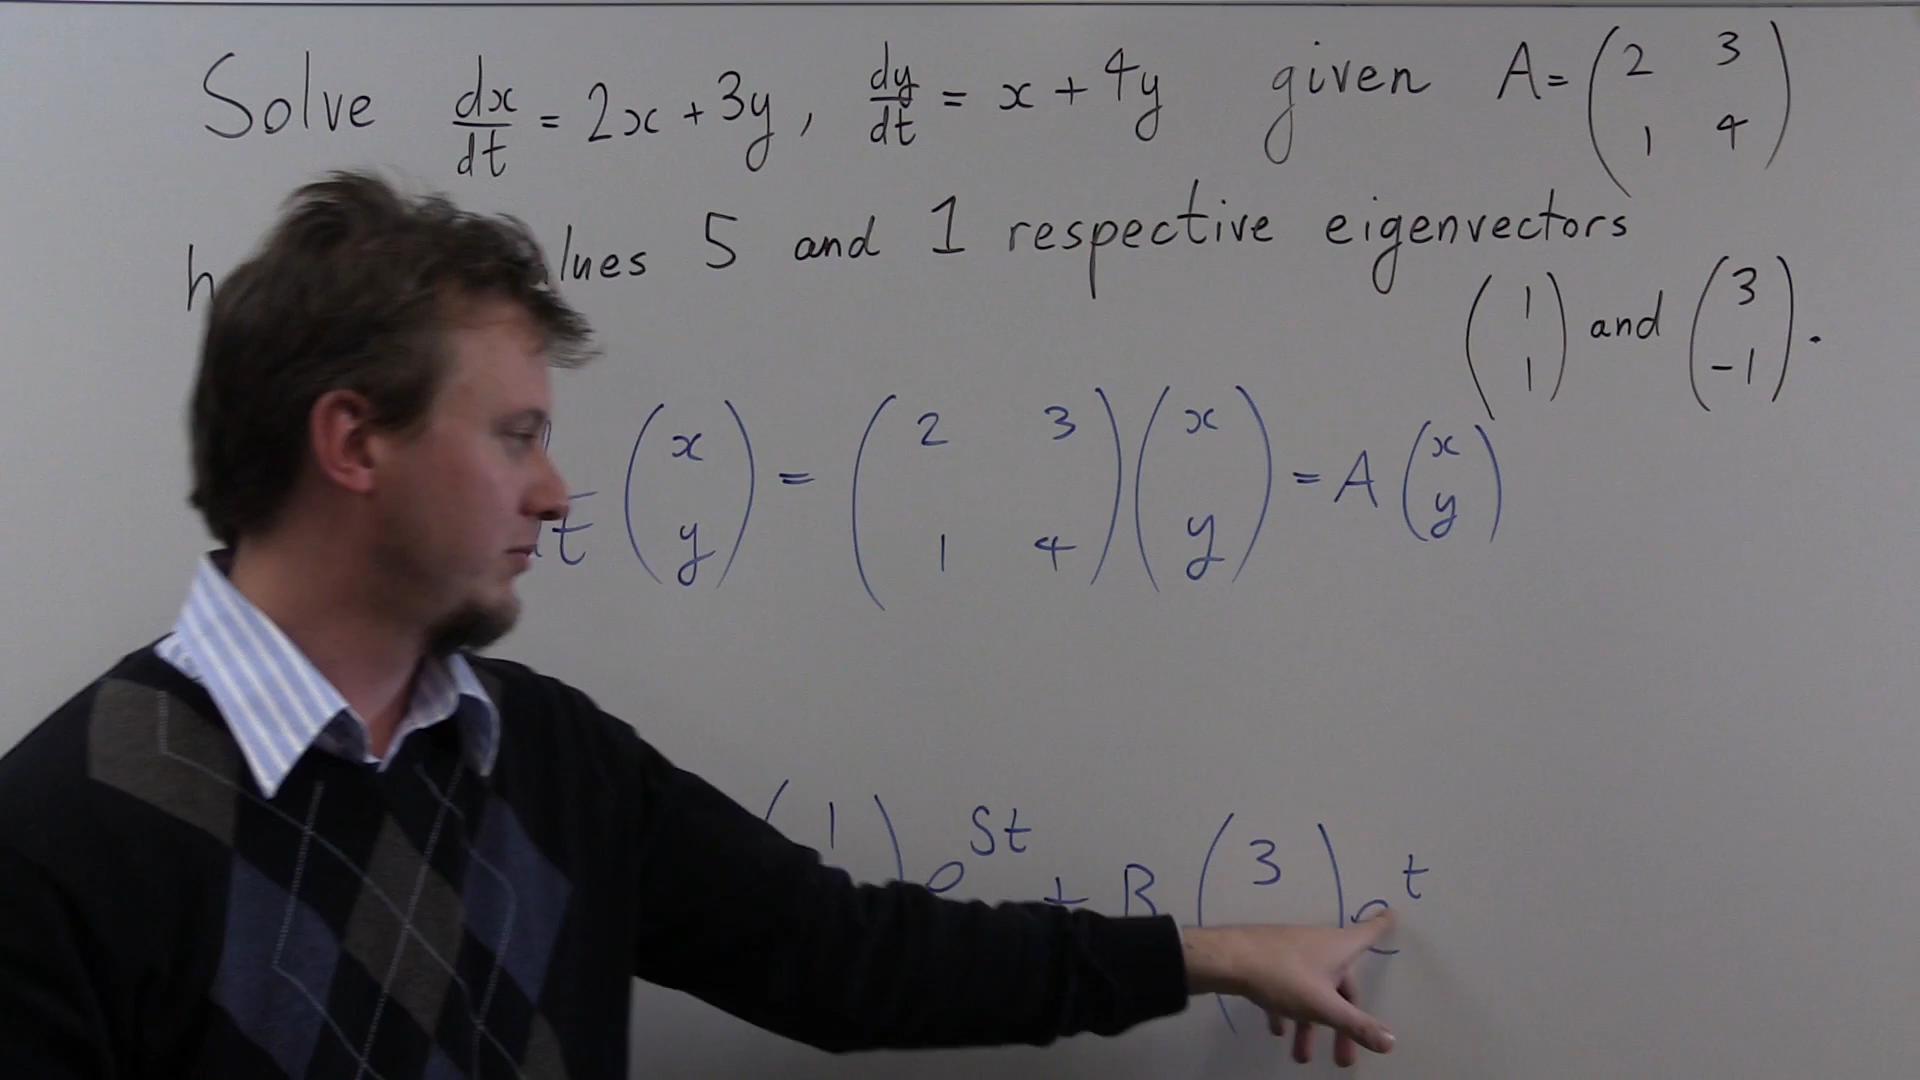 Solve dx/dt = 2x + 3y, dy/dt = x + 4y given A = (2 3; 1 4)
5 and 1 respective eigenvectors
(1; 1) and (3; -1).
(x; y) = (2 3; 1 4)(x; y) = A(x; y)
e^5t + B(3 e^t